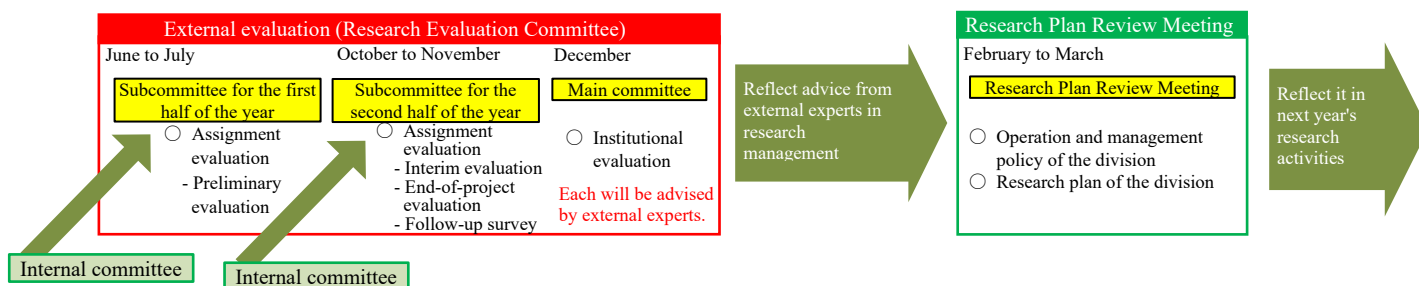 External evaluation (Research Evaluation Committee)
June to July
Subcommittee for the first
half of the year
○ Assignment
evaluation
- Preliminary
evaluation
October to November
Subcommittee for the
second half of the year
○ Assignment
evaluation
- Interim evaluation
- End-of-project
evaluation
- Follow-up survey
December
Main committee
○ Institutional
evaluation
Each will be advised
by external experts.
Internal committee
Internal committee
Reflect advice from
external experts in
research
management
Research Plan Review Meeting
February to March
Research Plan Review Meeting
○ Operation and management
policy of the division
○ Research plan of the division
Reflect it in
next year's
research
activities